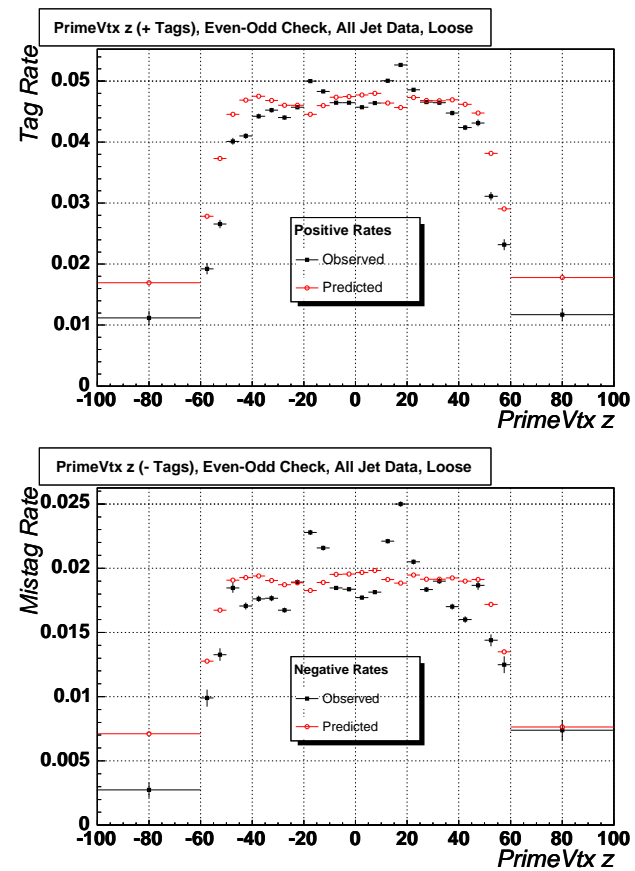 PrimeVtx z (+ Tags), Even-Odd Check, All Jet Data, Loose
Tag Rate
0.05
0.04
0.03
0.02
0.01
0
Positive Rates
Observed
Predicted
-100 -80 -60 -40 -20 0 20 40 60 80 100
PrimeVtx z
PrimeVtx z (- Tags), Even-Odd Check, All Jet Data, Loose
Mistag Rate
0.025
0.02
0.015
0.01
0.005
0
Negative Rates
Observed
Predicted
-100 -80 -60 -40 -20 0 20 40 60 80 100
PrimeVtx z